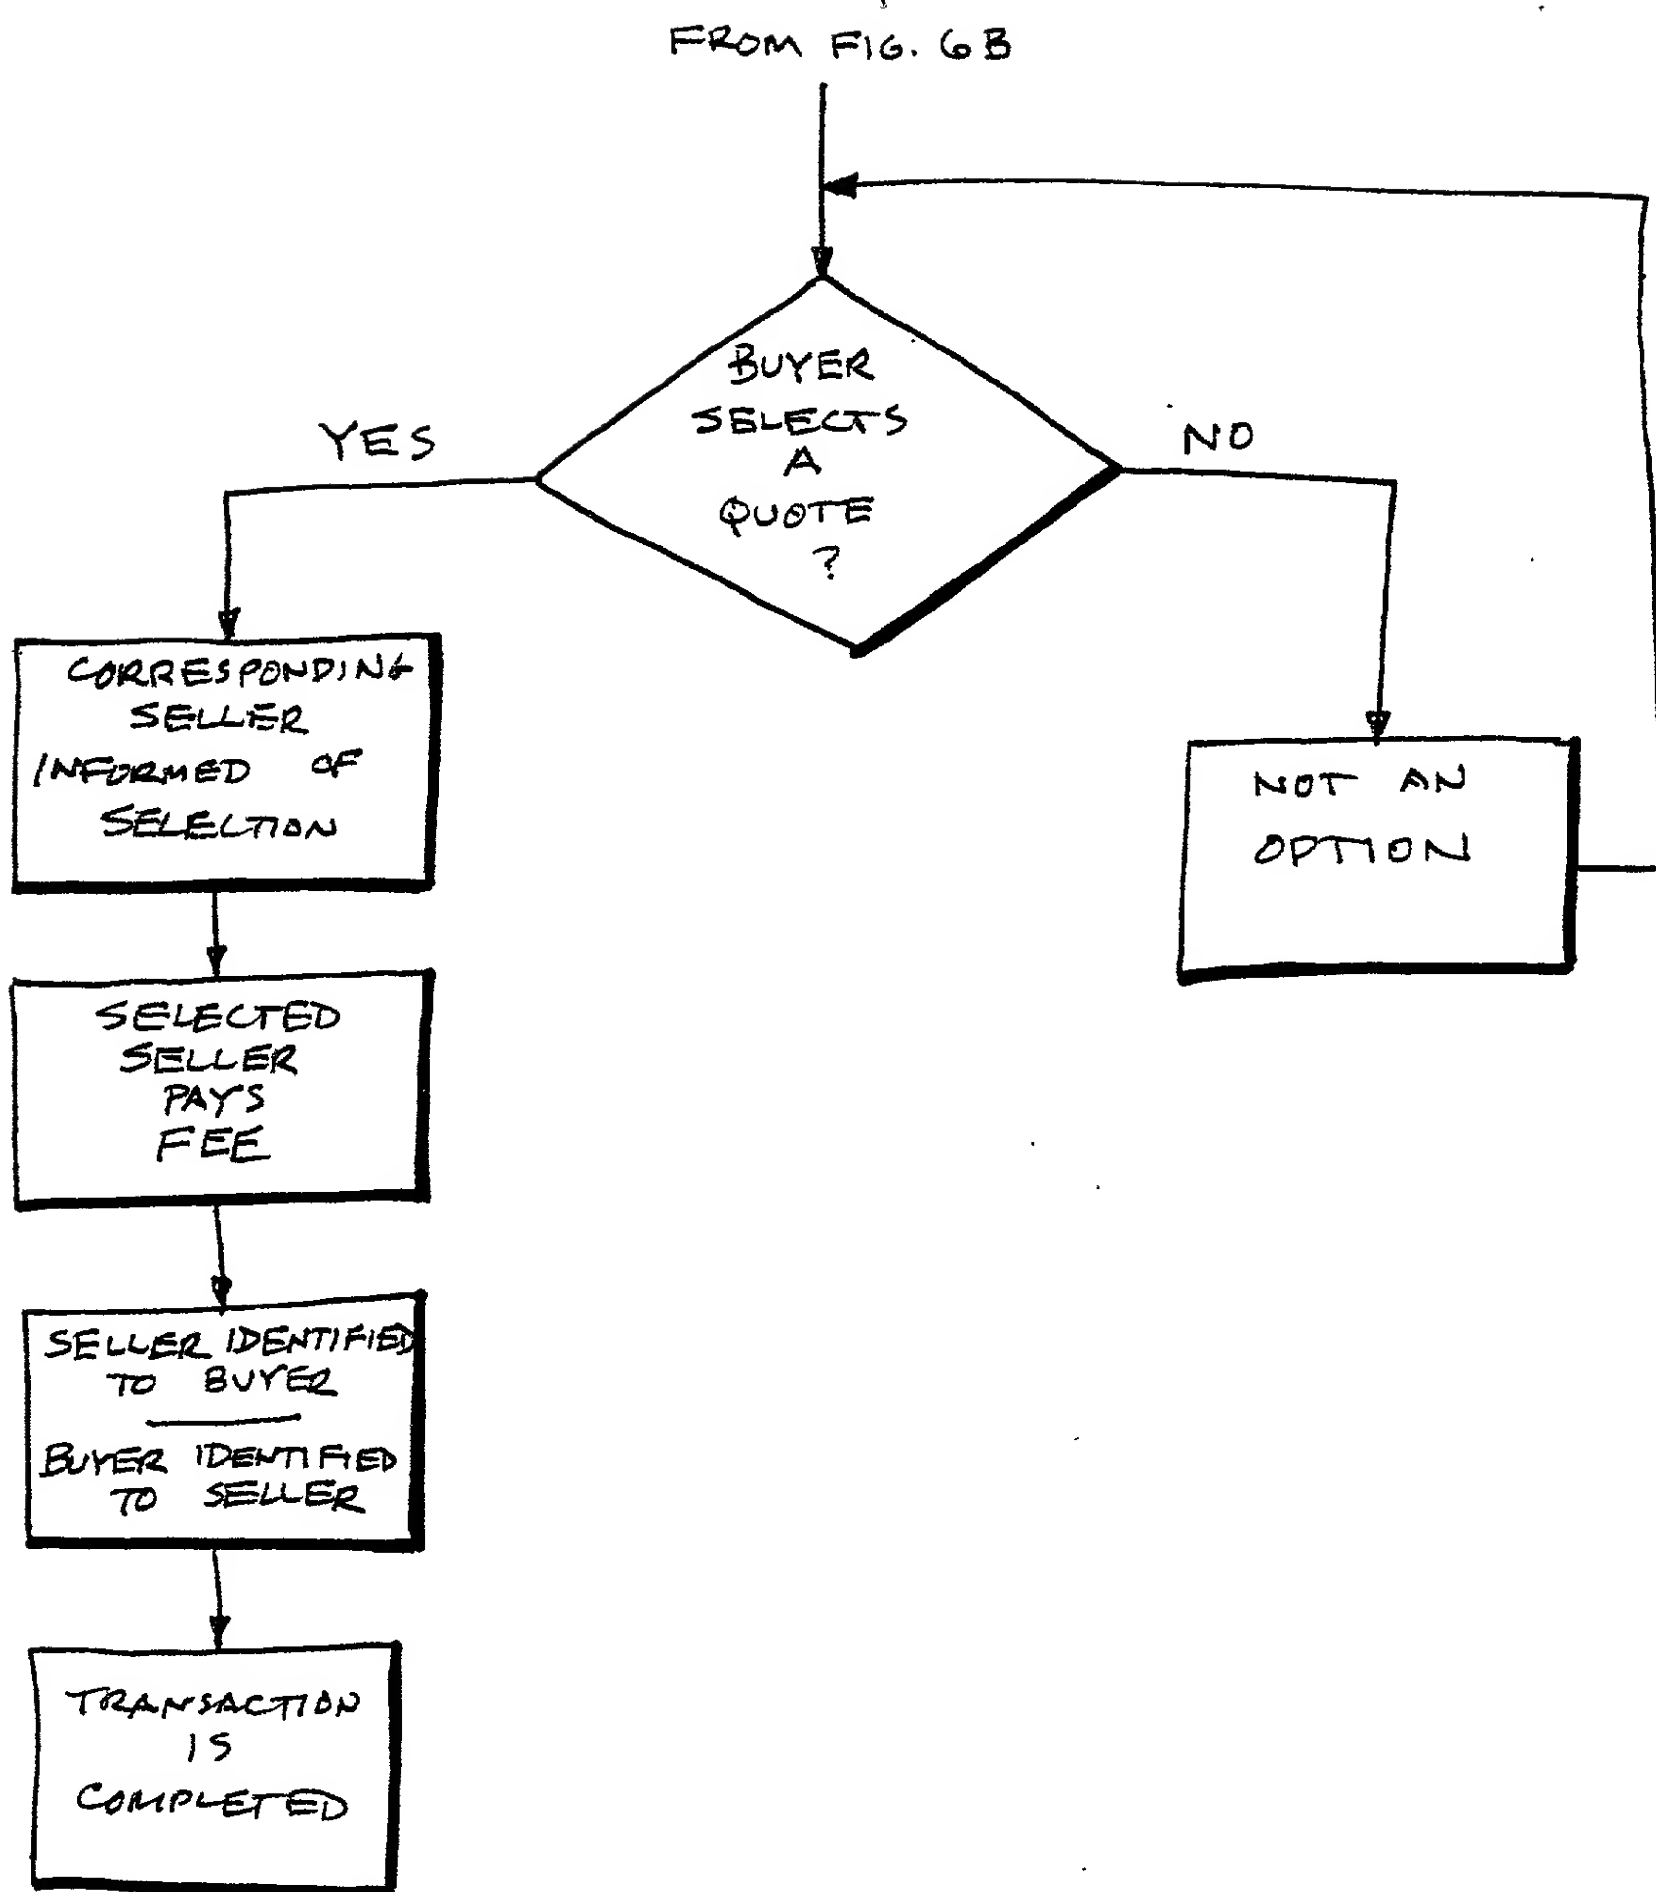 FROM FIG. 6B
BUYER
SELECTS
A
QUOTE
?
YES
NO
CORRESPONDING
SELLER
INFORMED OF
SELECTION
NOT AN
OPTION
SELECTED
SELLER
PAYS
FEE
SELLER IDENTIFIED
TO BUYER
BUYER IDENTIFIED
TO SELLER
TRANSACTION
IS
COMPLETED